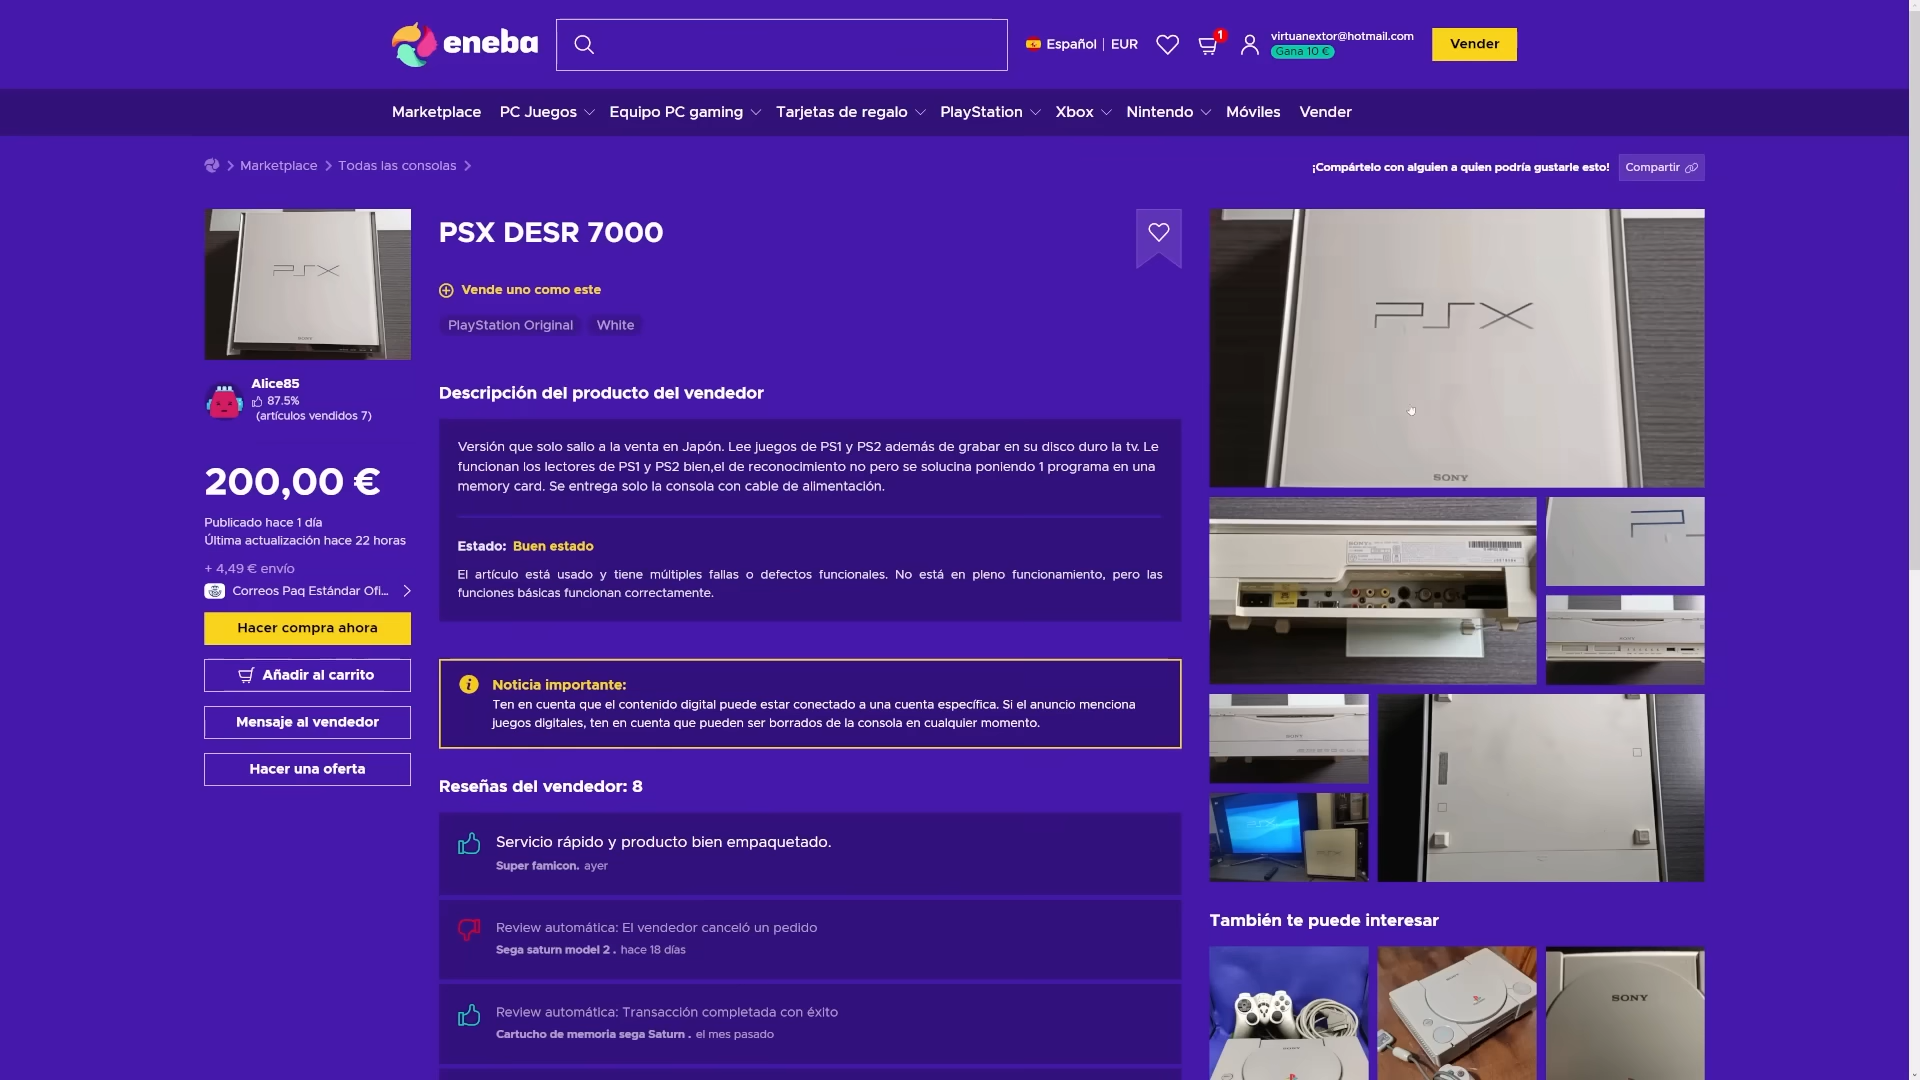 eneba
Español | EUR
1
virtuanextor@hotmail.com
Gana 10 €
Vender
Marketplace
PC Juegos
Equipo PC gaming
Tarjetas de regalo
PlayStation
Xbox
Nintendo
Móviles
Vender
Marketplace
Todas las consolas
¡Compártelo con alguien a quien podría gustarle esto!
Compartir
PSX
SONY
Alice85
87.5%
(artículos vendidos 7)
200,00 €
Publicado hace 1 día
Última actualización hace 22 horas
+ 4,49 € envío
Correos Paq Estándar Ofi...
Hacer compra ahora
Añadir al carrito
Mensaje al vendedor
Hacer una oferta
PSX DESR 7000
Vende uno como este
PlayStation Original
White
Descripción del producto del vendedor
Versión que solo salio a la venta en Japón. Lee juegos de PS1 y PS2 además de grabar en su disco duro la tv. Le
funcionan los lectores de PS1 y PS2 bien,el de reconocimiento no pero se solucina poniendo 1 programa en una
memory card. Se entrega solo la consola con cable de alimentación.
Estado: Buen estado
El artículo está usado y tiene múltiples fallas o defectos funcionales. No está en pleno funcionamiento, pero las
funciones básicas funcionan correctamente.
Noticia importante:
Ten en cuenta que el contenido digital puede estar conectado a una cuenta específica. Si el anuncio menciona
juegos digitales, ten en cuenta que pueden ser borrados de la consola en cualquier momento.
Reseñas del vendedor: 8
Servicio rápido y producto bien empaquetado.
Super famicon. ayer
Review automática: El vendedor canceló un pedido
Sega saturn model 2 . hace 18 días
Review automática: Transacción completada con éxito
Cartucho de memoria sega Saturn . el mes pasado
PSX
SONY
SONY
SONY
SONY
PSX
También te puede interesar
SONY
SONY